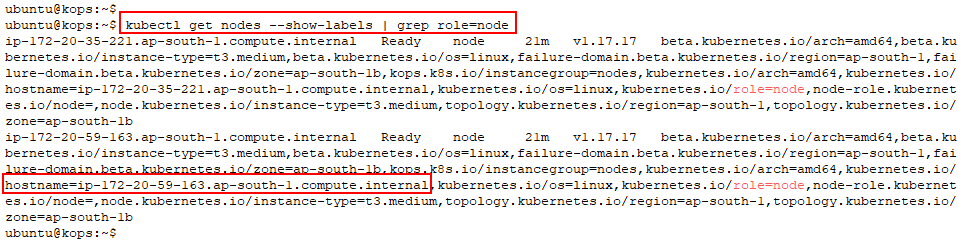 ubuntu@kops:~$
ubuntu@kops:~$ kubectl get nodes --show-labels | grep role=node
ip-172-20-35-221.ap-south-1.compute.internal   Ready    node     21m   v1.17.17   beta.kubernetes.io/arch=amd64,beta.ku
bernetes.io/instance-type=t3.medium,beta.kubernetes.io/os=linux,failure-domain.beta.kubernetes.io/region=ap-south-1,fai
lure-domain.beta.kubernetes.io/zone=ap-south-1b,kops.k8s.io/instancegroup=nodes,kubernetes.io/arch=amd64,kubernetes.io/
hostname=ip-172-20-35-221.ap-south-1.compute.internal,kubernetes.io/os=linux,kubernetes.io/role=node,node-role.kubernet
es.io/node=,node.kubernetes.io/instance-type=t3.medium,topology.kubernetes.io/region=ap-south-1,topology.kubernetes.io/
zone=ap-south-1b
ip-172-20-59-163.ap-south-1.compute.internal   Ready    node     21m   v1.17.17   beta.kubernetes.io/arch=amd64,beta.ku
bernetes.io/instance-type=t3.medium,beta.kubernetes.io/os=linux,failure-domain.beta.kubernetes.io/region=ap-south-1,fai
lure-domain.beta.kubernetes.io/zone=ap-south-1b,kops.k8s.io/instancegroup=nodes,kubernetes.io/arch=amd64,kubernetes.io/
hostname=ip-172-20-59-163.ap-south-1.compute.internal,kubernetes.io/os=linux,kubernetes.io/role=node,node-role.kubernet
es.io/node=,node.kubernetes.io/instance-type=t3.medium,topology.kubernetes.io/region=ap-south-1,topology.kubernetes.io/
zone=ap-south-1b
ubuntu@kops:~$